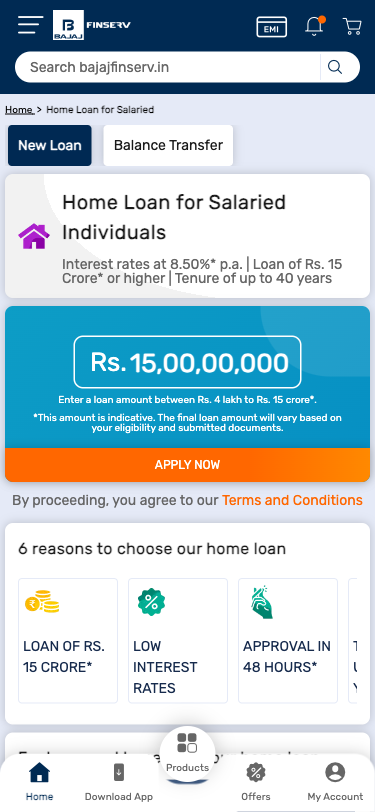 B
BAJAJ
FINSERV
EMI
Search bajajfinserv.in
Home > Home Loan for Salaried
New Loan
Balance Transfer
Home Loan for Salaried
Individuals
Interest rates at 8.50%* p.a. | Loan of Rs. 15
Crore* or higher | Tenure of up to 40 years
Rs. 15,00,00,000
Enter a loan amount between Rs. 4 lakh to Rs. 15 crore*.
*This amount is indicative. The final loan amount will vary based on
your eligibility and submitted documents.
APPLY NOW
By proceeding, you agree to our Terms and Conditions
6 reasons to choose our home loan
LOAN OF RS.
15 CRORE*
LOW
INTEREST
RATES
APPROVAL IN
48 HOURS*
Products
Home
Download App
Offers
My Account